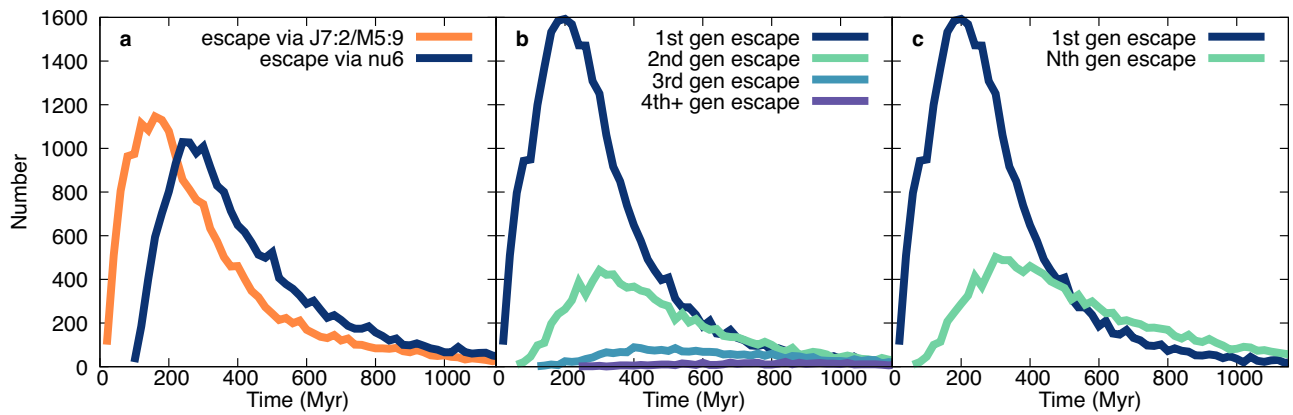 a
escape via J7:2/M5:9
escape via nu6
b
1st gen escape
2nd gen escape
3rd gen escape
4th+ gen escape
c
1st gen escape
Nth gen escape
Number
1600
1400
1200
1000
800
600
400
200
0
0 200 400 600 800 1000
0 200 400 600 800 1000
0 200 400 600 800 1000
Time (Myr) Time (Myr) Time (Myr)